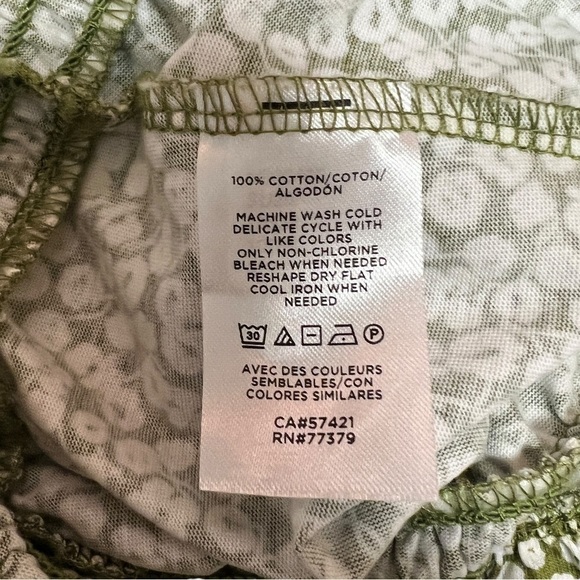 100% COTTON/COTON/
ALGODÓN
MACHINE WASH COLD
DELICATE CYCLE WITH
LIKE COLORS
ONLY NON-CHLORINE
BLEACH WHEN NEEDED
RESHAPE DRY FLAT
COOL IRON WHEN
NEEDED
30 P
AVEC DES COULEURS
SEMBLABLES/CON
COLORES SIMILARES
CA#57421
RN#77379